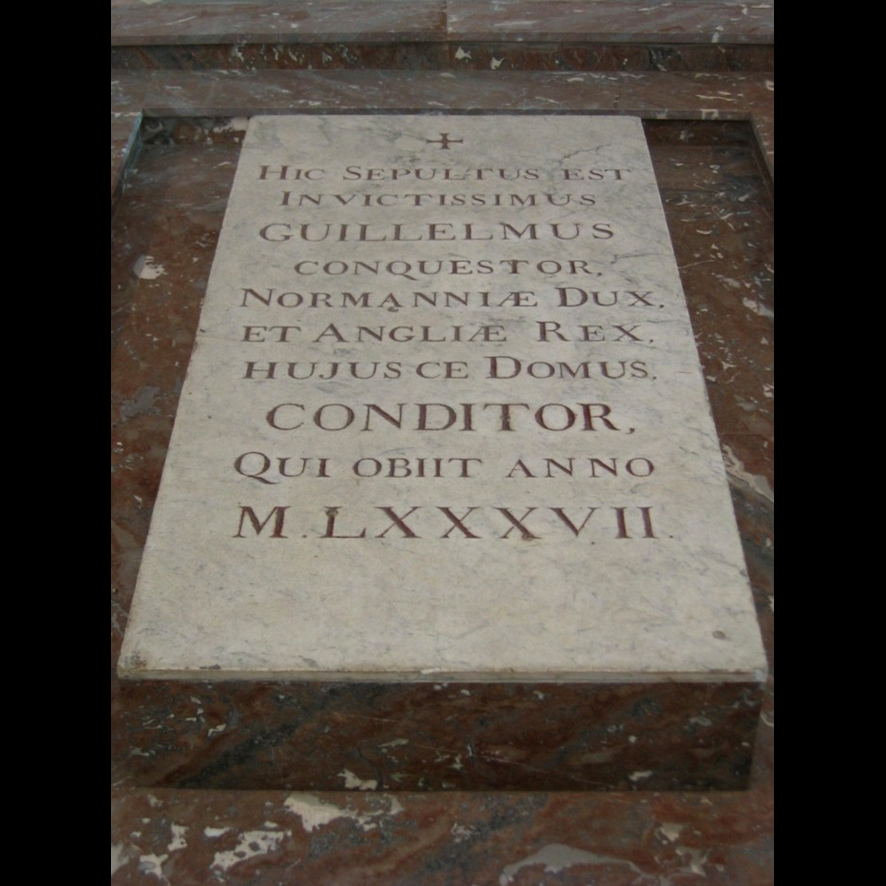 HIC SEPULTUS EST
INVICTISSIMUS
GUILLELMUS
CONQUESTOR,
NORMANNIÆ DUX,
ET ANGLIÆ REX,
HUJUSCE DOMUS,
CONDITOR,
QUI OBIIT ANNO
M.LXXXVII.